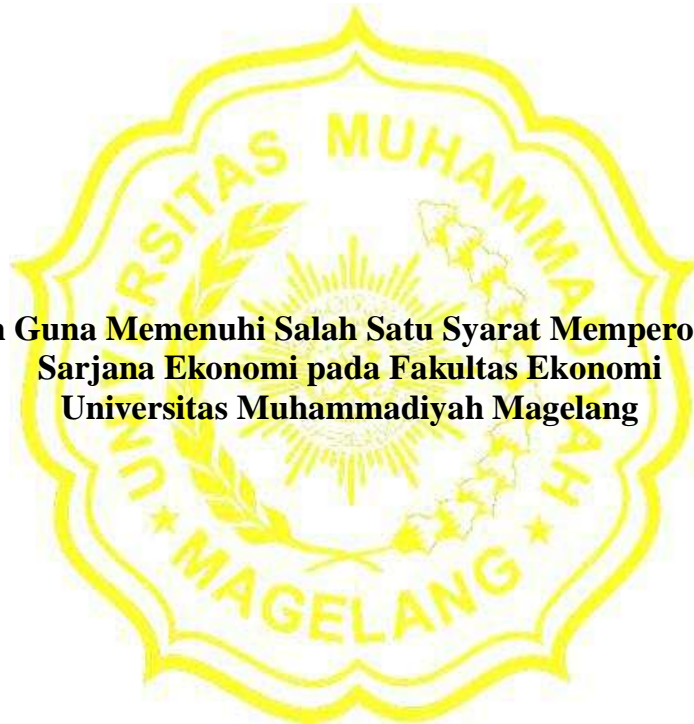 UNIVERSITAS MUHAMMADIYAH
n Guna Memenuhi Salah Satu Syarat Mempero
Sarjana Ekonomi pada Fakultas Ekonomi
Universitas Muhammadiyah Magelang
MAGELANG